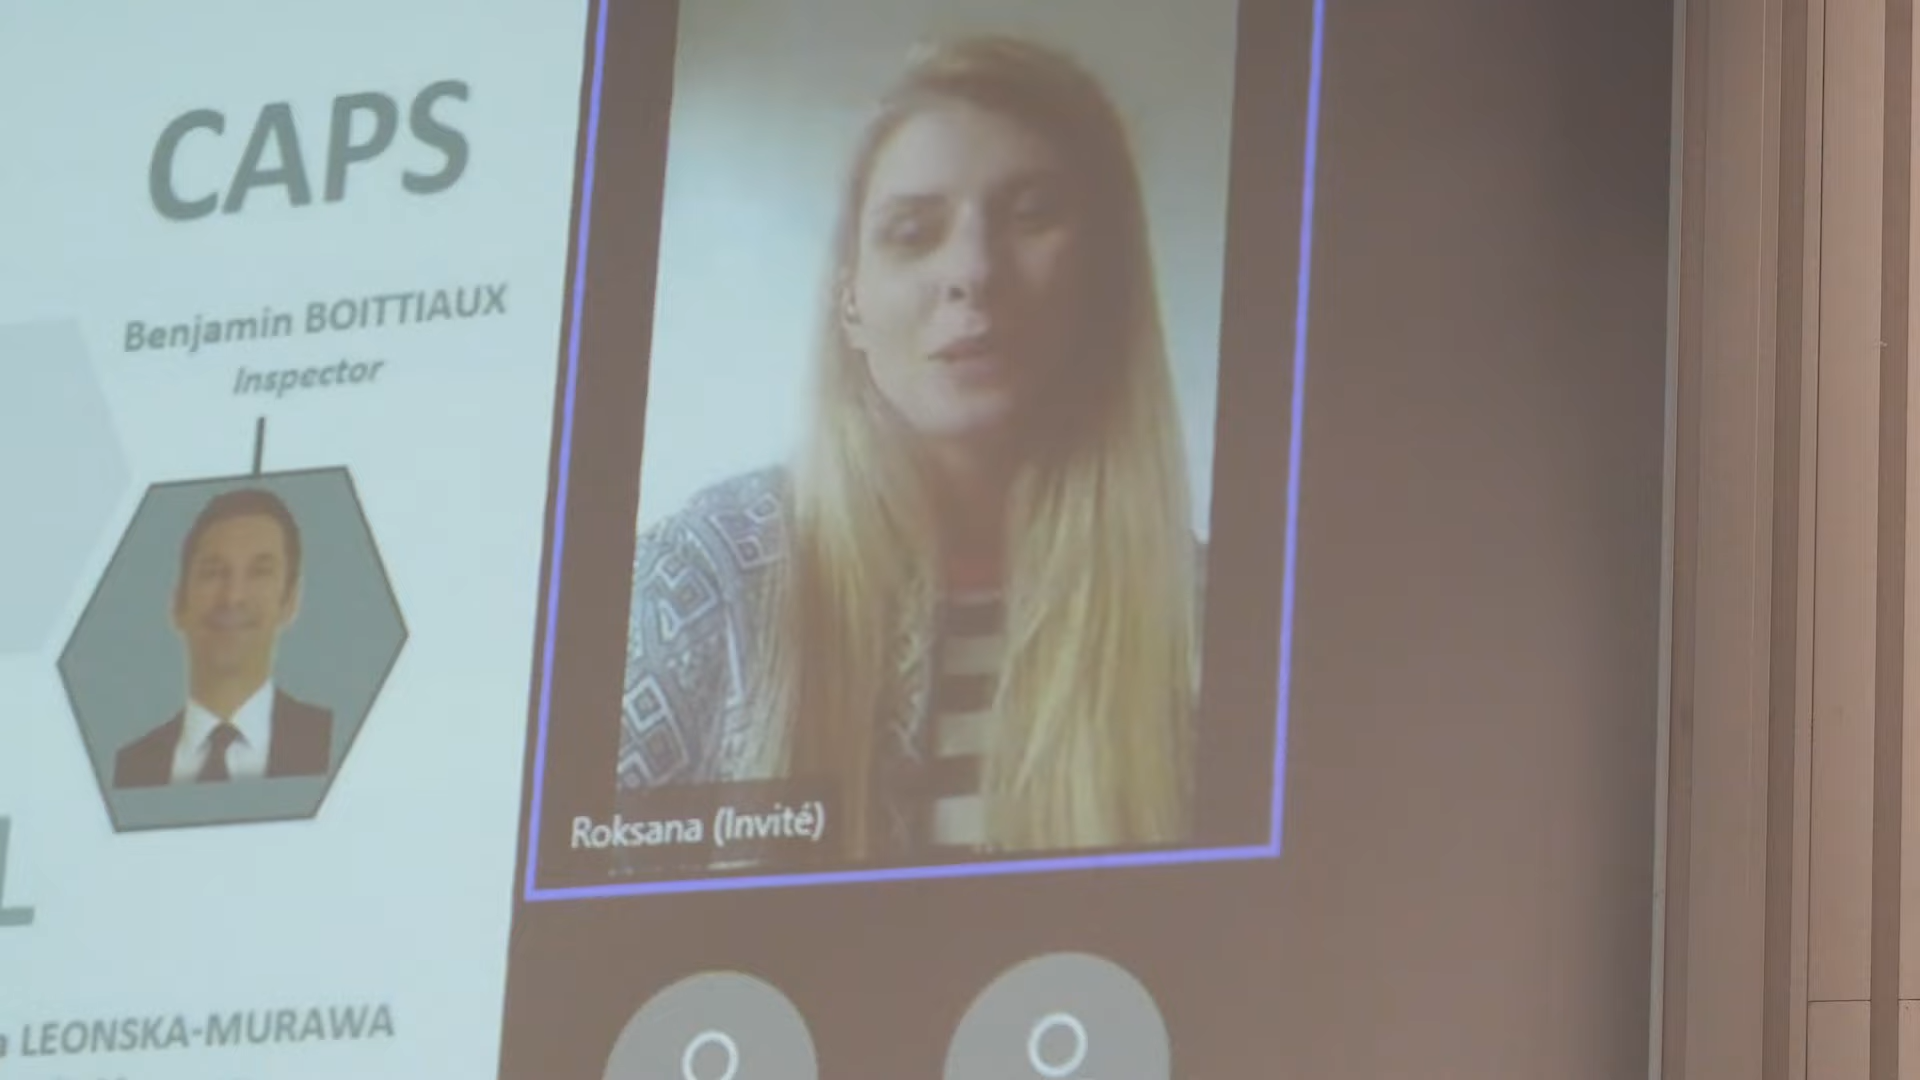 CAPS
Benjamin BOITTIAUX
Inspector
Roksana (Invité)
L
a LEONSKA-MURAWA